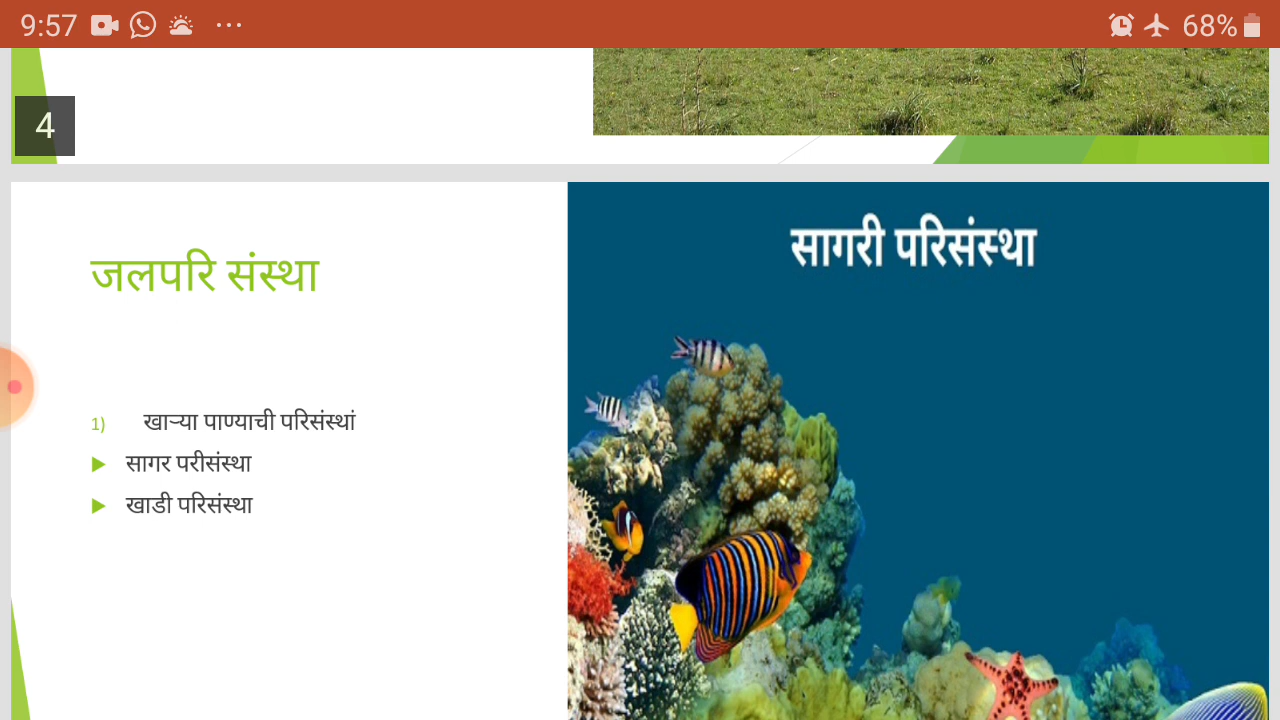 9:57
68%
4
जलपरि संस्था
सागरी परिसंस्था
1) खाऱ्या पाण्याची परिसंस्थां
सागर परीसंस्था
खाडी परिसंस्था